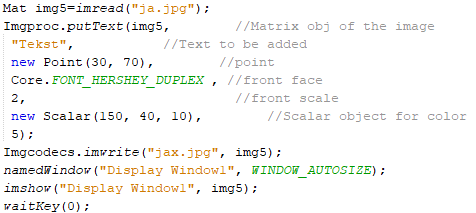 Mat img5=imread("ja.jpg");
Imgproc.putText(img5,          //Matrix obj of the image
 "Tekst",             //Text to be added
 new Point(30, 70),         //point
 Core.FONT_HERSHEY_DUPLEX , //front face
 2,                         //front scale
 new Scalar(150, 40, 10),        //Scalar object for color
 5);
Imgcodecs.imwrite("jax.jpg", img5);
namedWindow("Display Window1", WINDOW_AUTOSIZE);
imshow("Display Window1", img5);
waitKey(0);